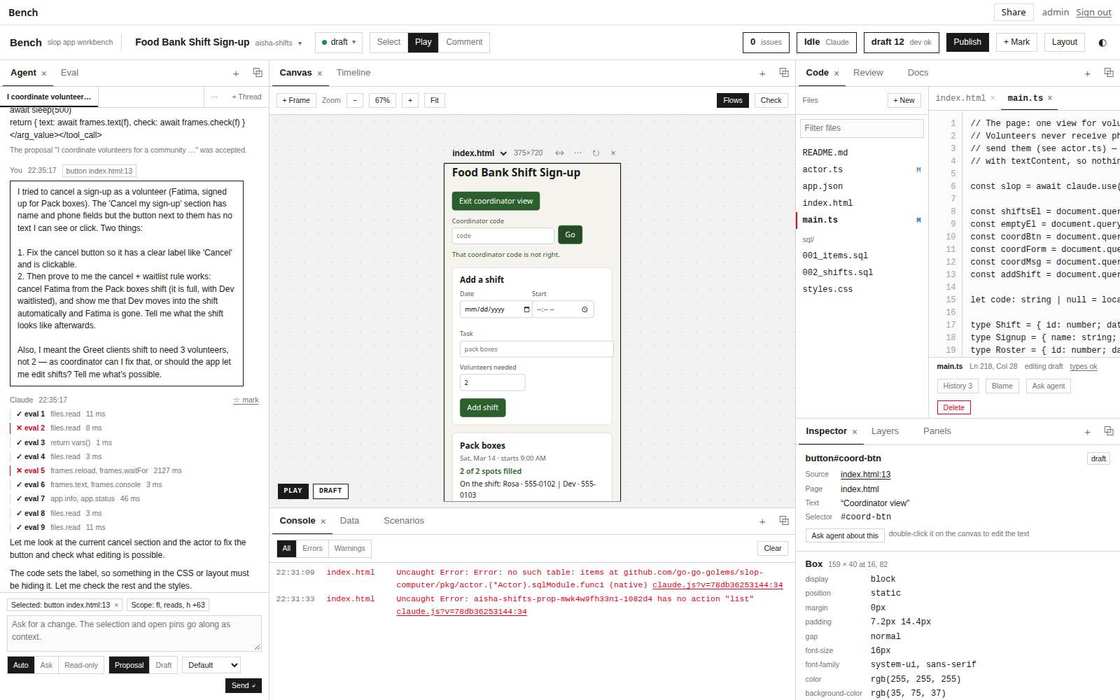 Bench
Share admin Sign out
Bench slop app workbench Food Bank Shift Sign-up aisha-shifts draft Select Play Comment 0 issues Idle Claude draft 12 dev ok Publish + Mark Layout
Agent × Eval +
I coordinate volunteer… ··· + Thread
await sleep(500)
return { text: await frames.text(f), check: await frames.check(f) }
</arg_value></tool_call>
The proposal "I coordinate volunteers for a community …" was accepted.
You 22:35:17 button index.html:13
I tried to cancel a sign-up as a volunteer (Fatima, signed
up for Pack boxes). The 'Cancel my sign-up' section has
name and phone fields but the button next to them has no
text I can see or click. Two things:
1. Fix the cancel button so it has a clear label like 'Cancel'
and is clickable.
2. Then prove to me the cancel + waitlist rule works:
cancel Fatima from the Pack boxes shift (it is full, with Dev
waitlisted), and show me that Dev moves into the shift
automatically and Fatima is gone. Tell me what the shift
looks like afterwards.
Also, I meant the Greet clients shift to need 3 volunteers,
not 2 — as coordinator can I fix that, or should the app let
me edit shifts? Tell me what's possible.
Claude 22:35:17 ☆ mark
✓ eval 1 files.read 11 ms
✕ eval 2 files.read 8 ms
✓ eval 3 return vars() 1 ms
✓ eval 4 files.read 3 ms
✕ eval 5 frames.reload, frames.waitFor 2127 ms
✓ eval 6 frames.text, frames.console 3 ms
✓ eval 7 app.info, app.status 46 ms
✓ eval 8 files.read 3 ms
✓ eval 9 files.read 11 ms
Let me look at the current cancel section and the actor to fix the
button and check what editing is possible.
The code sets the label, so something in the CSS or layout must
be hiding it. Let me check the rest and the styles.
Selected: button index.html:13 × Scope: fl, reads, h +63
Ask for a change. The selection and open pins go along as
context.
Auto Ask Read-only Proposal Draft Default
Send
Canvas × Timeline +
+ Frame Zoom − 67% + Fit Flows Check
index.html 375×720 ··· ×
Food Bank Shift Sign-up
Exit coordinator view
Coordinator code
code Go
That coordinator code is not right.
Add a shift
Date Start
mm/dd/yyyy --:-- --
Task
pack boxes
Volunteers needed
2
Add shift
Pack boxes
Sat, Mar 14 · starts 9:00 AM
2 of 2 spots filled
On the shift: Rosa · 555-0102 | Dev · 555-
0103
PLAY DRAFT
Console × Data Scenarios +
All Errors Warnings Clear
22:31:09 index.html Uncaught Error: Error: no such table: items at github.com/go-go-golems/slop-
computer/pkg/actor.(*Actor).sqlModule.func1 (native) claude.js?v=78db36253144:34
22:31:33 index.html Uncaught Error: aisha-shifts-prop-mwk4w9fh33n1-1082d4 has no action "list"
claude.js?v=78db36253144:34
Code × Review Docs +
Files + New
Filter files
README.md
actor.ts M
app.json
index.html
main.ts M
sql/
001_items.sql
002_shifts.sql
styles.css
index.html × main.ts ×
1 // The page: one view for volu
2 // Volunteers never receive ph
3 // send them (see actor.ts) —
4 // with textContent, so nothin
5
6 const slop = await claude.use(
7
8 const shiftsEl = document.quer
9 const emptyEl = document.query
10 const coordBtn = document.quer
11 const coordForm = document.que
12 const coordMsg = document.quer
13 const addShift = document.quer
14
15 let code: string | null = loca
16
17 type Shift = { id: number; dat
18 type Signup = { name: string;
19 type Roster = { id: number; da
main.ts Ln 218, Col 28 editing draft types ok
History 3 Blame Ask agent
Delete
Inspector × Layers Panels +
button#coord-btn draft
Source index.html:13
Page index.html
Text “Coordinator view”
Selector #coord-btn
Ask agent about this double-click it on the canvas to edit the text
Box 159 × 40 at 16, 82
display block
position static
margin 0px
padding 7.2px 14.4px
gap normal
font-size 16px
font-family system-ui, sans-serif
color rgb(255, 255, 255)
background-color rgb(35, 75, 37)